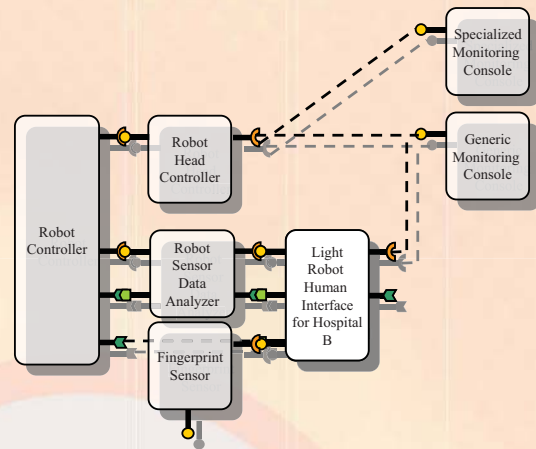 Specialized
Monitoring
Console
Generic
Monitoring
Console
Robot
Head
Controller
Robot
Controller
Robot
Sensor
Data
Analyzer
Light
Robot
Human
Interface
for Hospital
B
Fingerprint
Sensor